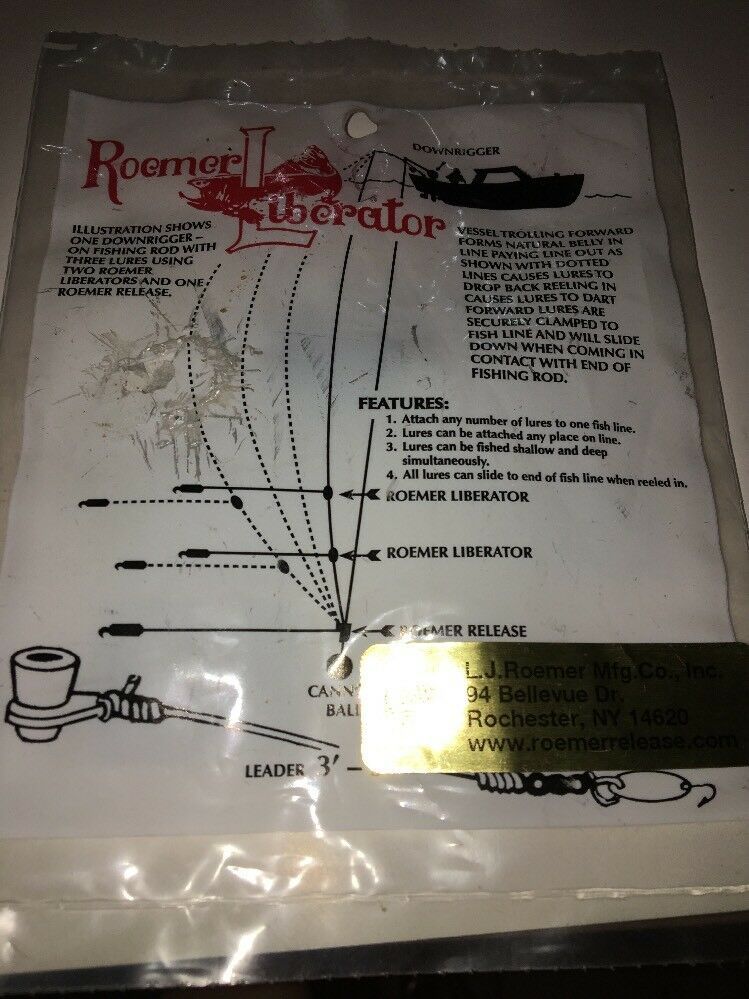 Roemer
Liberator
DOWNRIGGER
ILLUSTRATION SHOWS
ONE DOWNRIGGER –
ON FISHING ROD WITH
THREE LURES USING
TWO ROEMER
LIBERATORS AND ONE
ROEMER RELEASE.
VESSEL TROLLING FORWARD
FORMS NATURAL BELLY IN
LINE PAYING LINE OUT AS
SHOWN WITH DOTTED
LINES CAUSES LURES TO
DROP BACK REELING IN
CAUSES LURES TO DART
FORWARD LURES ARE
SECURELY CLAMPED TO
FISH LINE AND WILL SLIDE
DOWN WHEN COMING IN
CONTACT WITH END OF
FISHING ROD.
FEATURES:
1. Attach any number of lures to one fish line.
2. Lures can be attached any place on line.
3. Lures can be fished shallow and deep
simultaneously.
4. All lures can slide to end of fish line when reeled in.
ROEMER LIBERATOR
ROEMER LIBERATOR
ROEMER RELEASE
CANN
BALL
L.J.Roemer Mfg.Co., Inc.
94 Bellevue Dr.
Rochester, NY 14620
www.roemerrelease.com
LEADER 3' –